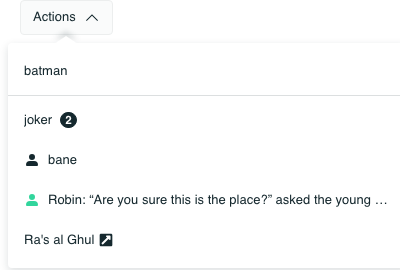 Actions
batman
joker 2
bane
Robin: “Are you sure this is the place?” asked the young …
Ra's al Ghul